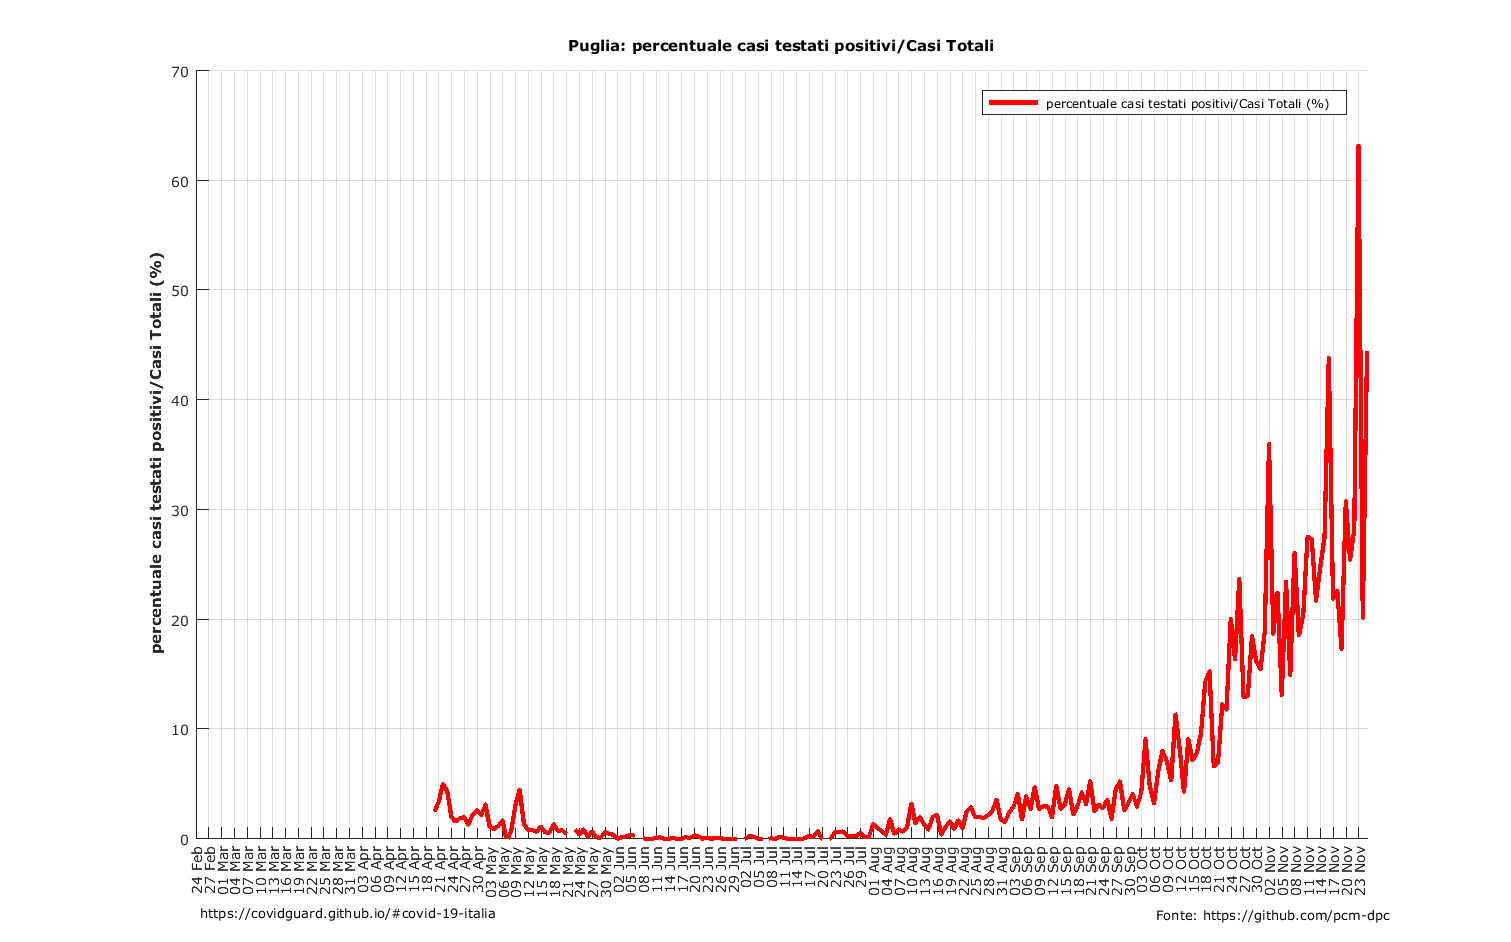 Puglia: percentuale casi testati positivi/Casi Totali
percentuale casi testati positivi/Casi Totali (%)
percentuale casi testati positivi/Casi Totali (%)
70
60
50
40
30
20
10
0
24 Feb
27 Feb
01 Mar
04 Mar
07 Mar
10 Mar
13 Mar
16 Mar
19 Mar
22 Mar
25 Mar
28 Mar
31 Mar
03 Apr
06 Apr
09 Apr
12 Apr
15 Apr
18 Apr
21 Apr
24 Apr
27 Apr
30 Apr
03 May
06 May
09 May
12 May
15 May
18 May
21 May
24 May
27 May
30 May
02 Jun
05 Jun
08 Jun
11 Jun
14 Jun
17 Jun
20 Jun
23 Jun
26 Jun
29 Jun
02 Jul
05 Jul
08 Jul
11 Jul
14 Jul
17 Jul
20 Jul
23 Jul
26 Jul
29 Jul
01 Aug
04 Aug
07 Aug
10 Aug
13 Aug
16 Aug
19 Aug
22 Aug
25 Aug
28 Aug
31 Aug
03 Sep
06 Sep
09 Sep
12 Sep
15 Sep
18 Sep
21 Sep
24 Sep
27 Sep
30 Sep
03 Oct
06 Oct
09 Oct
12 Oct
15 Oct
18 Oct
21 Oct
24 Oct
27 Oct
30 Oct
02 Nov
05 Nov
08 Nov
11 Nov
14 Nov
17 Nov
20 Nov
23 Nov
https://covidguard.github.io/#covid-19-italia
Fonte: https://github.com/pcm-dpc